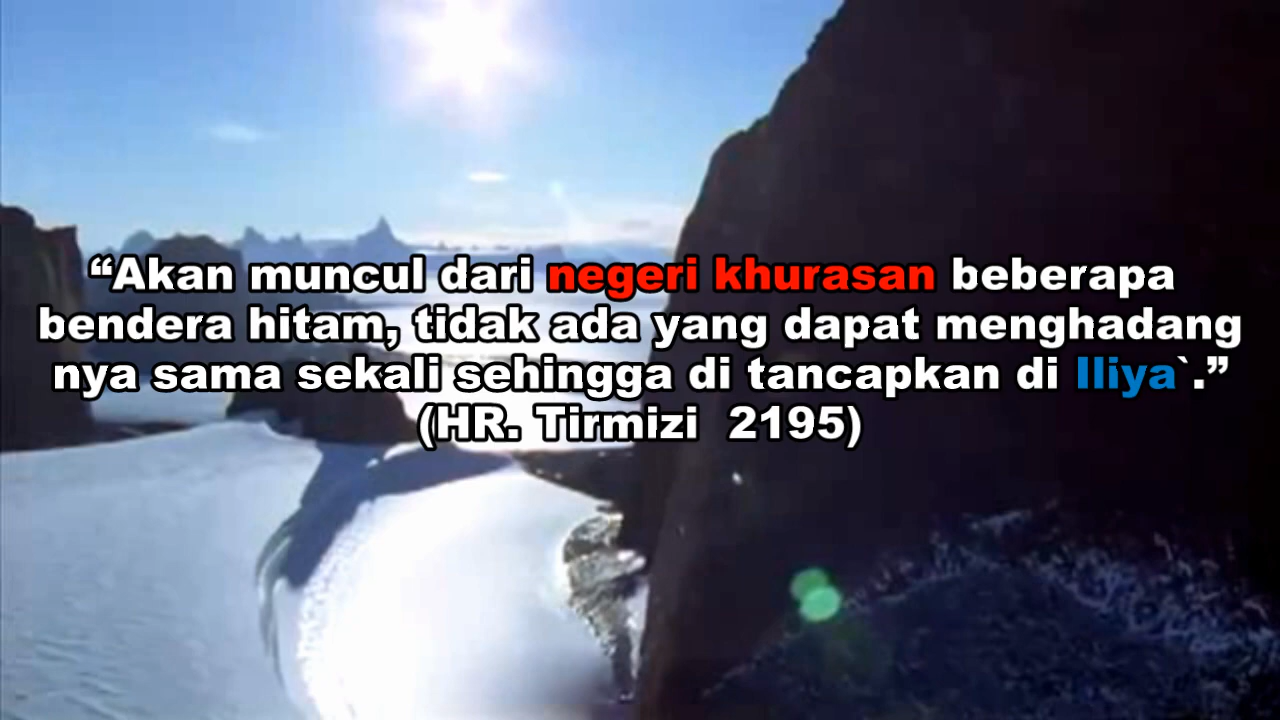 “Akan muncul dari negeri khurasan beberapa
bendera hitam, tidak ada yang dapat menghadang
nya sama sekali sehingga di tancapkan di Iliya`.”
(HR. Tirmizi  2195)